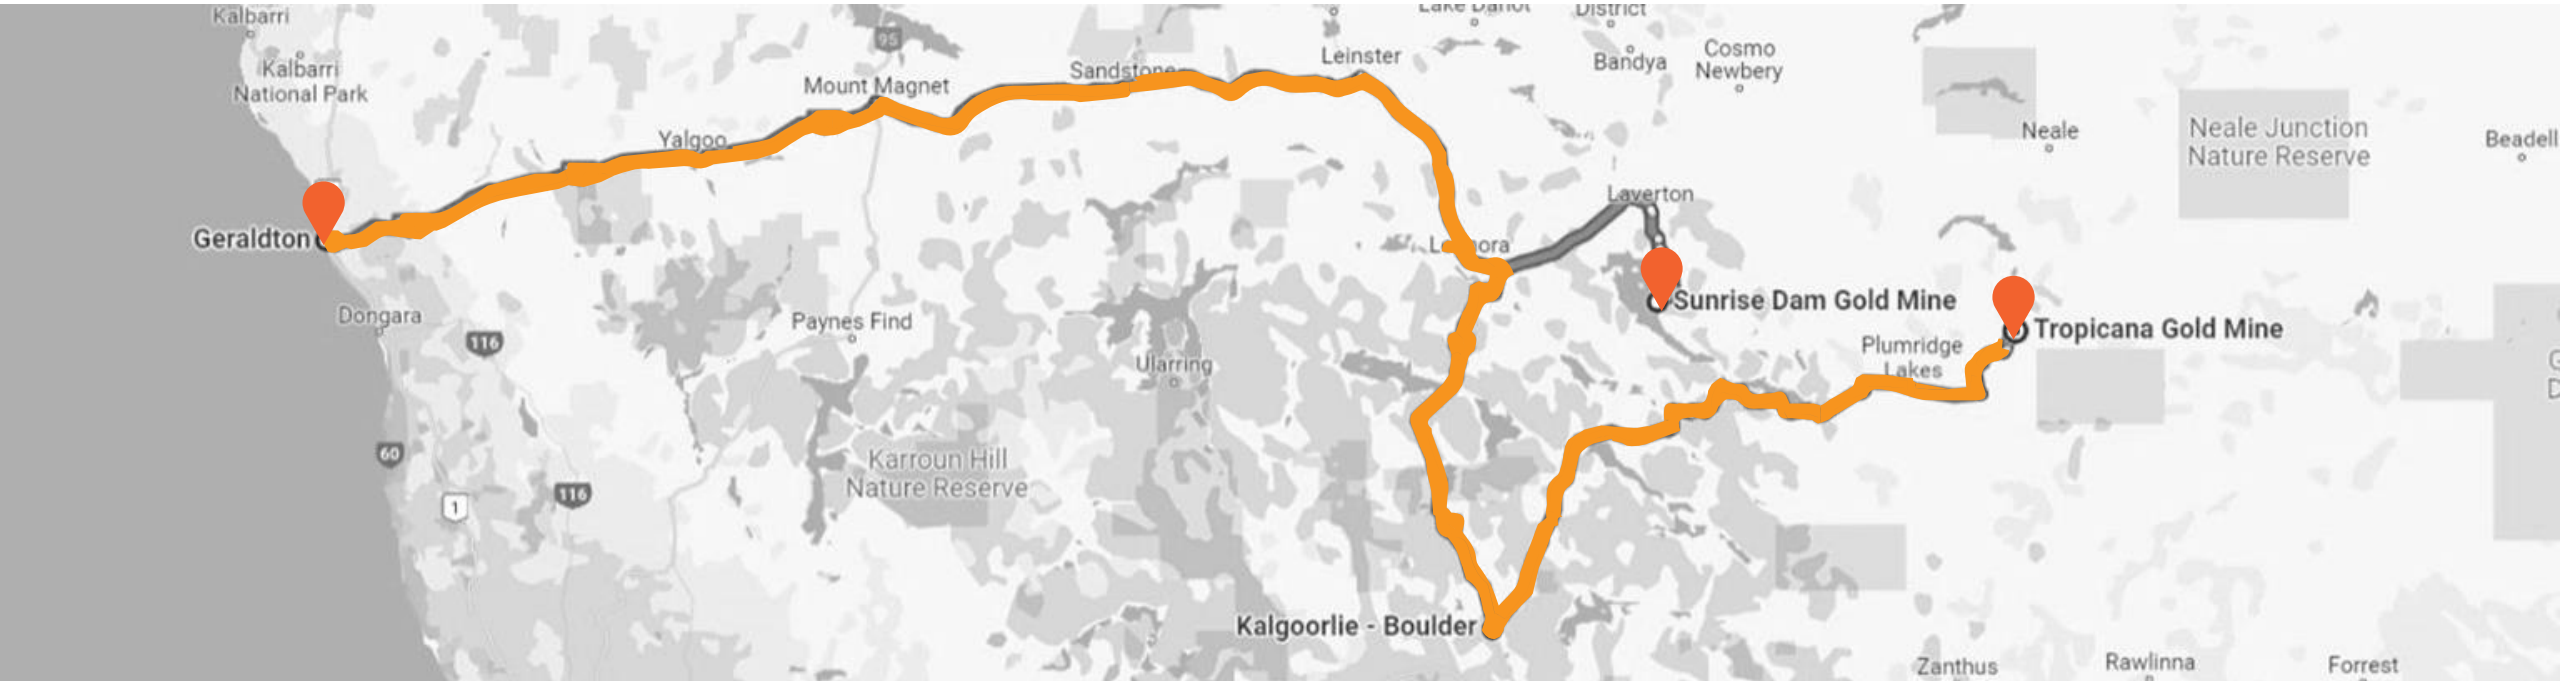 Kalbarri
Kalbarri
National Park
95
Mount Magnet
Sandstone
Leinster
District
Bandya
Cosmo
Newbery
Neale
Neale Junction
Nature Reserve
Beadell
Yalgoo
Laverton
Geraldton
Dongara
116
Paynes Find
Ularring
Sunrise Dam Gold Mine
Tropicana Gold Mine
Plumridge
Lakes
60
1
116
Karroun Hill
Nature Reserve
Kalgoorlie - Boulder
Zanthus
Rawlinna
Forrest